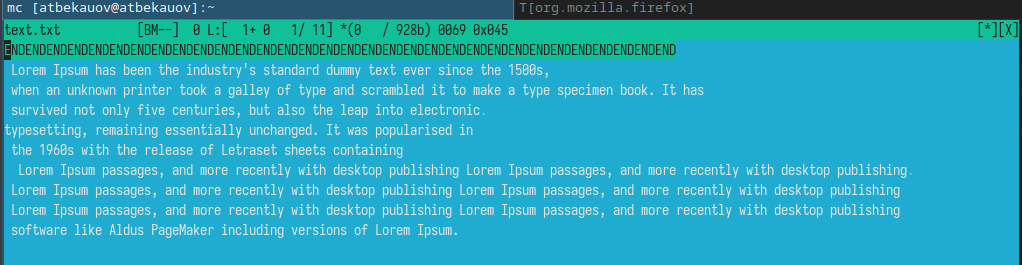 mc [atbekauov@atbekauov]:~ T[org.mozilla.firefox]
text.txt [BM--] 0 L:[ 1+ 0 1/ 11] *(0 / 928b) 0069 0x045 [*][X]
ENDENDENDENDENDENDENDENDENDENDENDENDENDENDENDENDENDENDENDENDENDENDENDENDENDENDENDENDENDENDENDEND
Lorem Ipsum has been the industry's standard dummy text ever since the 1500s,
when an unknown printer took a galley of type and scrambled it to make a type specimen book. It has
survived not only five centuries, but also the leap into electronic.
typesetting, remaining essentially unchanged. It was popularised in
the 1960s with the release of Letraset sheets containing
Lorem Ipsum passages, and more recently with desktop publishing Lorem Ipsum passages, and more recently with desktop publishing.
Lorem Ipsum passages, and more recently with desktop publishing Lorem Ipsum passages, and more recently with desktop publishing
Lorem Ipsum passages, and more recently with desktop publishing Lorem Ipsum passages, and more recently with desktop publishing
software like Aldus PageMaker including versions of Lorem Ipsum.